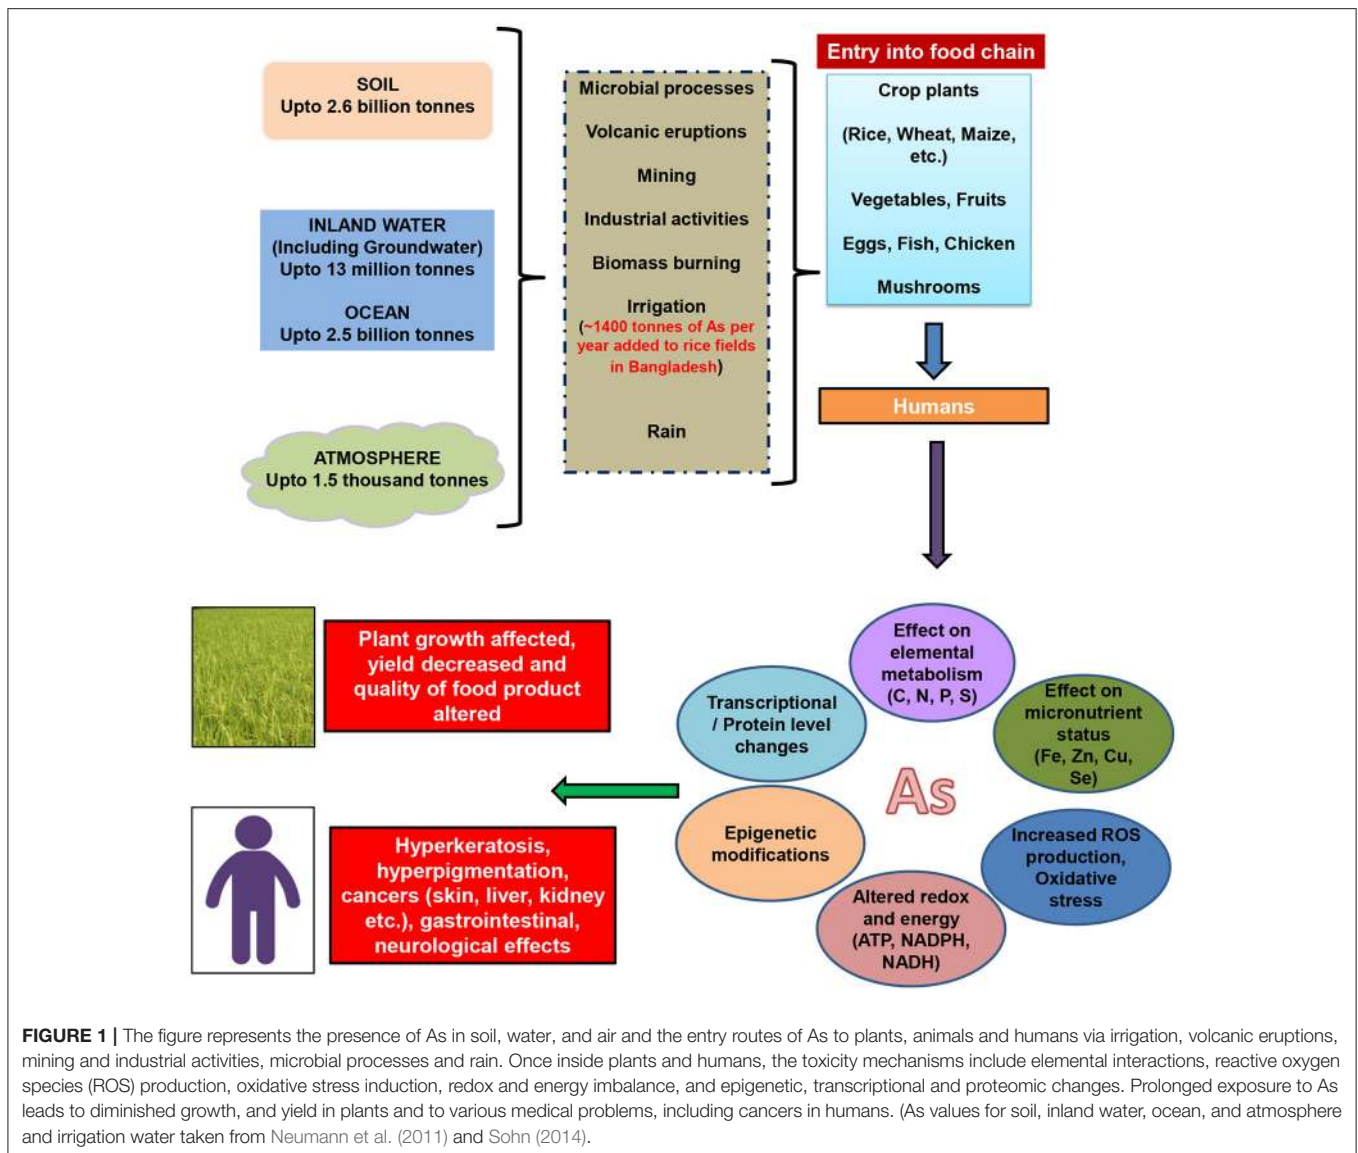 SOIL
Upto 2.6 billion tonnes
INLAND WATER
(Including Groundwater)
Upto 13 million tonnes
OCEAN
Upto 2.5 billion tonnes
ATMOSPHERE
Upto 1.5 thousand tonnes
Microbial processes
Volcanic eruptions
Mining
Industrial activities
Biomass burning
Irrigation
(~1400 tonnes of As per
year added to rice fields
in Bangladesh)
Rain
Entry into food chain
Crop plants
(Rice, Wheat, Maize,
etc.)
Vegetables, Fruits
Eggs, Fish, Chicken
Mushrooms
Humans
Effect on
elemental
metabolism
(C, N, P, S)
Effect on
micronutrient
status
(Fe, Zn, Cu,
Se)
Increased ROS
production,
Oxidative
stress
Altered redox
and energy
(ATP, NADPH,
NADH)
Epigenetic
modifications
Transcriptional
/ Protein level
changes
As
Plant growth affected,
yield decreased and
quality of food product
altered
Hyperkeratosis,
hyperpigmentation,
cancers (skin, liver, kidney
etc.), gastrointestinal,
neurological effects
FIGURE 1 | The figure represents the presence of As in soil, water, and air and the entry routes of As to plants, animals and humans via irrigation, volcanic eruptions,
mining and industrial activities, microbial processes and rain. Once inside plants and humans, the toxicity mechanisms include elemental interactions, reactive oxygen
species (ROS) production, oxidative stress induction, redox and energy imbalance, and epigenetic, transcriptional and proteomic changes. Prolonged exposure to As
leads to diminished growth, and yield in plants and to various medical problems, including cancers in humans. (As values for soil, inland water, ocean, and atmosphere
and irrigation water taken from Neumann et al. (2011) and Sohn (2014).